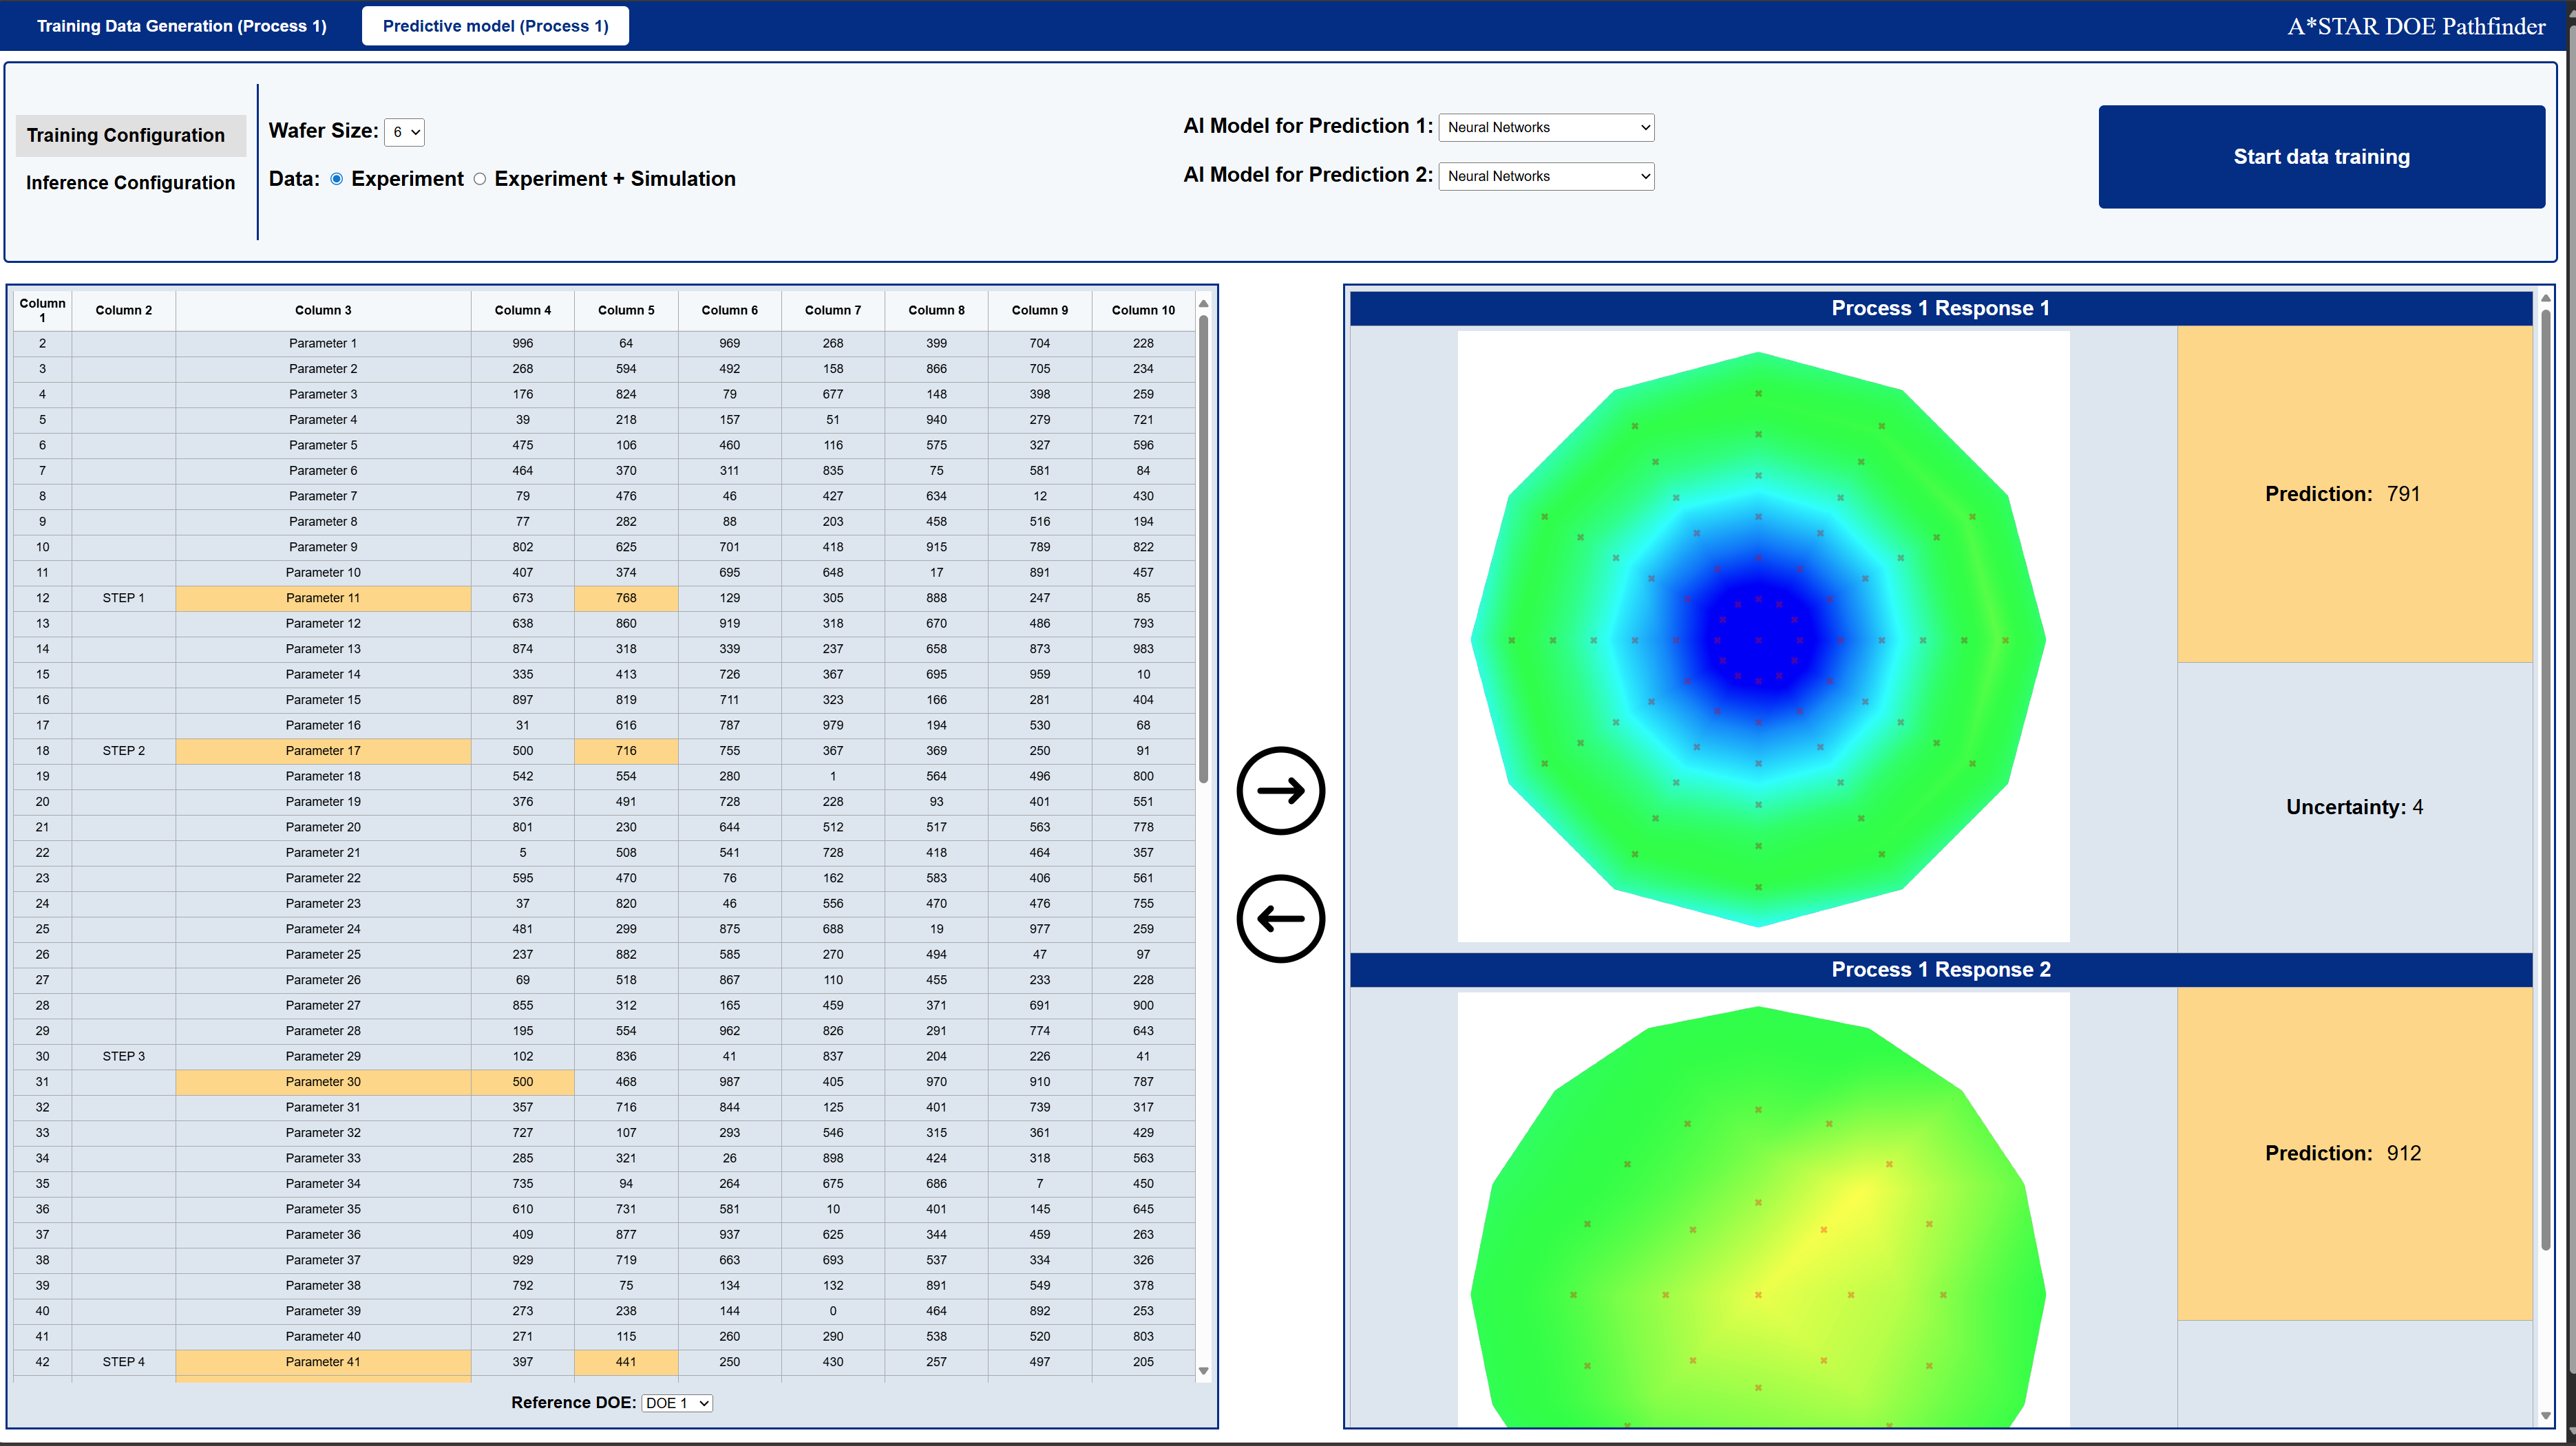 Training Data Generation (Process 1) Predictive model (Process 1) A*STAR DOE Pathfinder
Training Configuration
Inference Configuration
Wafer Size: 6
Data: Experiment Experiment + Simulation
AI Model for Prediction 1: Neural Networks
AI Model for Prediction 2: Neural Networks
Start data training
Column 1 Column 2 Column 3 Column 4 Column 5 Column 6 Column 7 Column 8 Column 9 Column 10
2 Parameter 1 996 64 969 268 399 704 228
3 Parameter 2 268 594 492 158 866 705 234
4 Parameter 3 176 824 79 677 148 398 259
5 Parameter 4 39 218 157 51 940 279 721
6 Parameter 5 475 106 460 116 575 327 596
7 Parameter 6 464 370 311 835 75 581 84
8 Parameter 7 79 476 46 427 634 12 430
9 Parameter 8 77 282 88 203 458 516 194
10 Parameter 9 802 625 701 418 915 789 822
11 Parameter 10 407 374 695 648 17 891 457
12 STEP 1 Parameter 11 673 768 129 305 888 247 85
13 Parameter 12 638 860 919 318 670 486 793
14 Parameter 13 874 318 339 237 658 873 983
15 Parameter 14 335 413 726 367 695 959 10
16 Parameter 15 897 819 711 323 166 281 404
17 Parameter 16 31 616 787 979 194 530 68
18 STEP 2 Parameter 17 500 716 755 367 369 250 91
19 Parameter 18 542 554 280 1 564 496 800
20 Parameter 19 376 491 728 228 93 401 551
21 Parameter 20 801 230 644 512 517 563 778
22 Parameter 21 5 508 541 728 418 464 357
23 Parameter 22 595 470 76 162 583 406 561
24 Parameter 23 37 820 46 556 470 476 755
25 Parameter 24 481 299 875 688 19 977 259
26 Parameter 25 237 882 585 270 494 47 97
27 Parameter 26 69 518 867 110 455 233 228
28 Parameter 27 855 312 165 459 371 691 900
29 Parameter 28 195 554 962 826 291 774 643
30 STEP 3 Parameter 29 102 836 41 837 204 226 41
31 Parameter 30 500 468 987 405 970 910 787
32 Parameter 31 357 716 844 125 401 739 317
33 Parameter 32 727 107 293 546 315 361 429
34 Parameter 33 285 321 26 898 424 318 563
35 Parameter 34 735 94 264 675 686 7 450
36 Parameter 35 610 731 581 10 401 145 645
37 Parameter 36 409 877 937 625 344 459 263
38 Parameter 37 929 719 663 693 537 334 326
39 Parameter 38 792 75 134 132 891 549 378
40 Parameter 39 273 238 144 0 464 892 253
41 Parameter 40 271 115 260 290 538 520 803
42 STEP 4 Parameter 41 397 441 250 430 257 497 205
Reference DOE: DOE 1
Process 1 Response 1
Prediction: 791
Uncertainty: 4
Process 1 Response 2
Prediction: 912